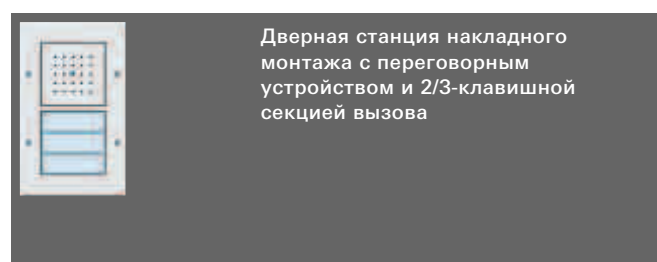 Дверная станция накладного
монтажа с переговорным
устройством и 2/3-клавишной
секцией вызова